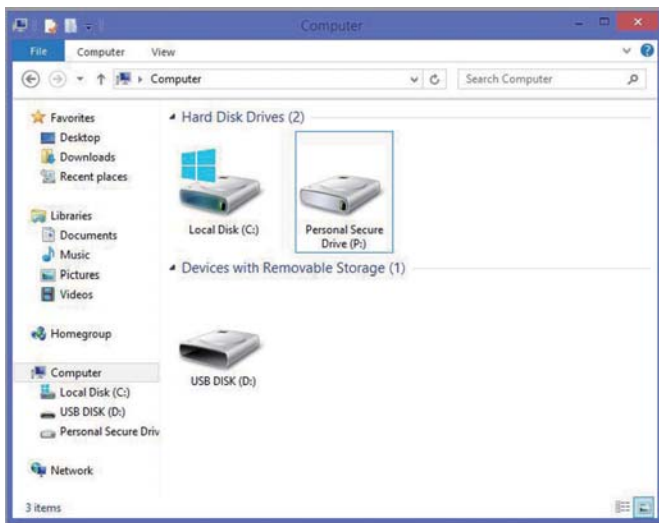 Computer
File Computer View
Computer
Search Computer
Favorites
Desktop
Downloads
Recent places
Libraries
Documents
Music
Pictures
Videos
Homegroup
Computer
Local Disk (C:)
USB DISK (D:)
Personal Secure Driv
Network
Hard Disk Drives (2)
Local Disk (C:)
Personal Secure
Drive (P:)
Devices with Removable Storage (1)
USB DISK (D:)
3 items